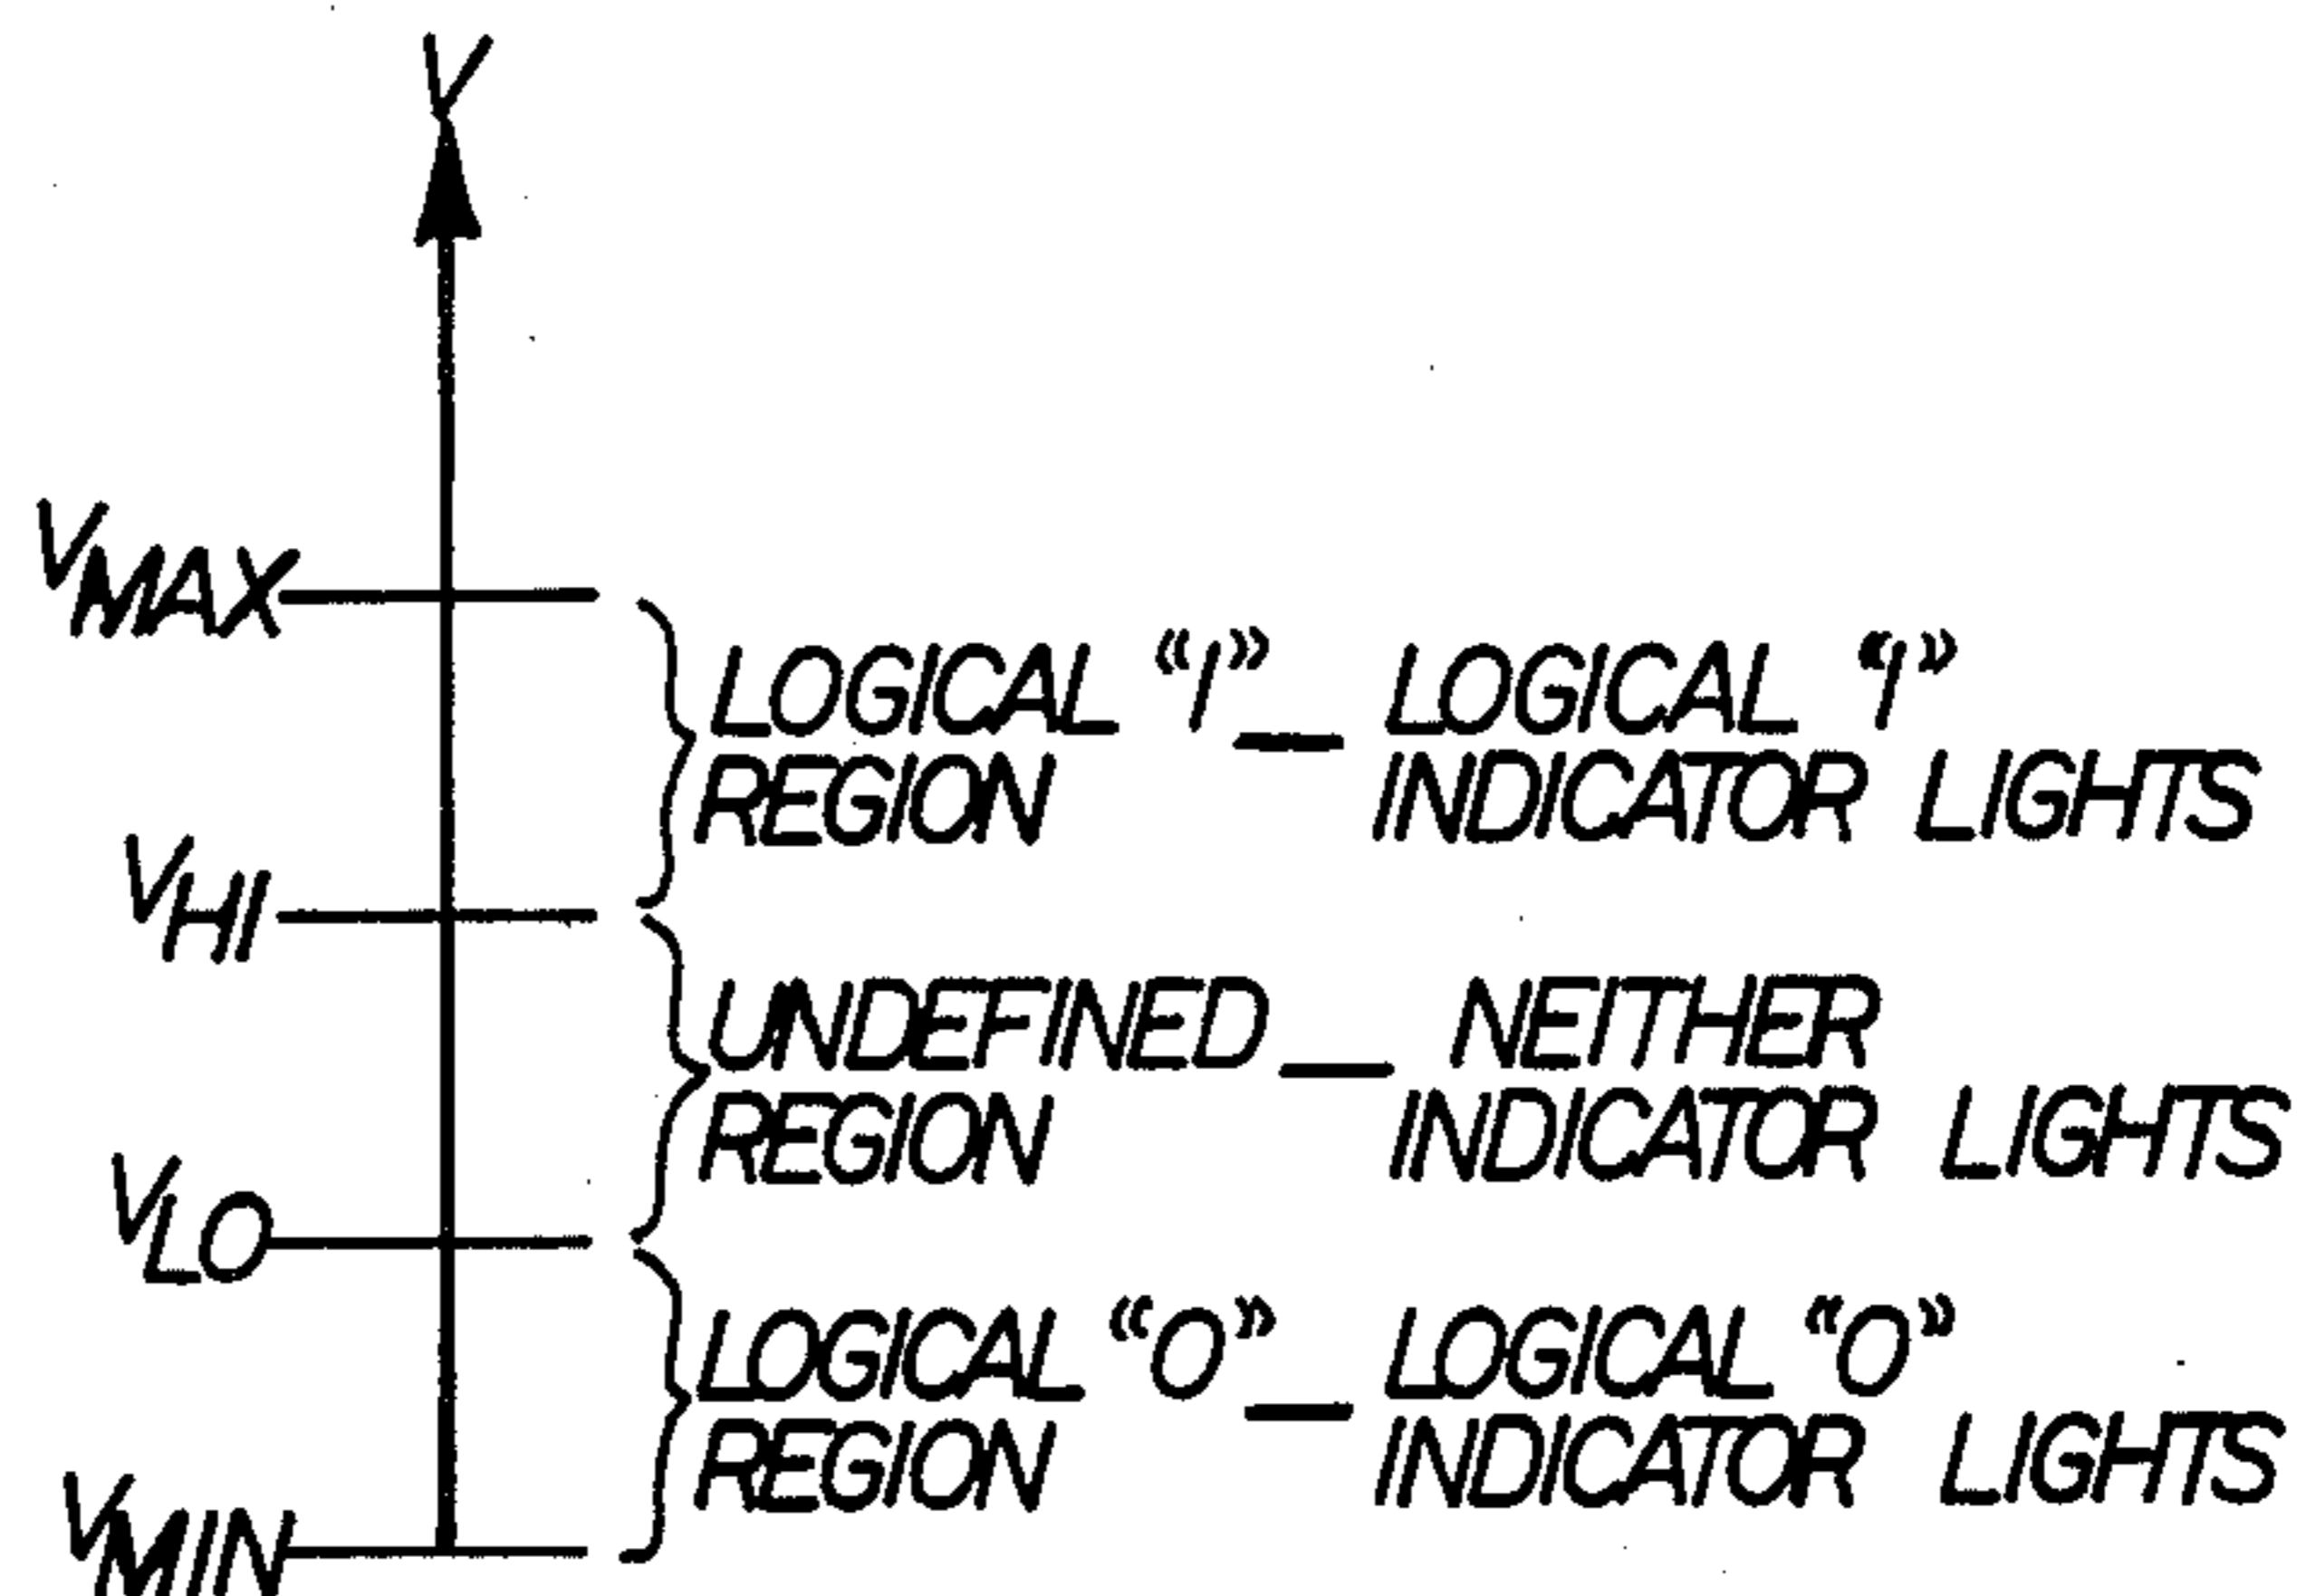 V
VMAX
LOGICAL “1” — LOGICAL “1”
REGION INDICATOR LIGHTS
VHI
UNDEFINED — NEITHER
REGION INDICATOR LIGHTS
VLO
LOGICAL “0” — LOGICAL “0”
REGION INDICATOR LIGHTS
VMIN